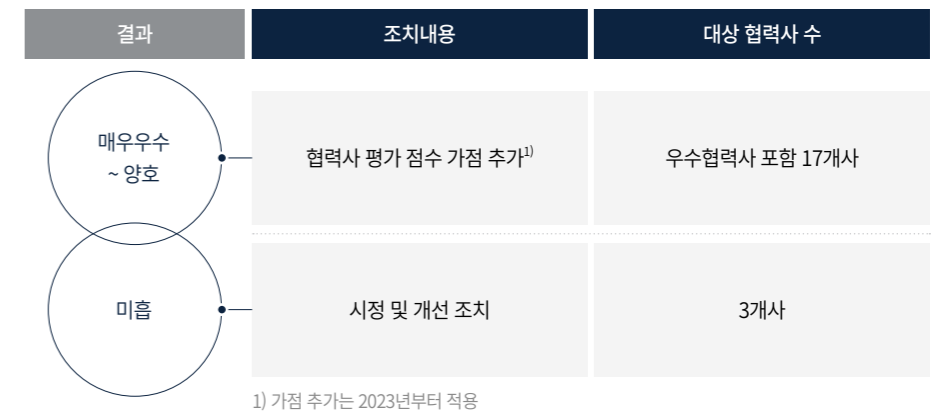 결과 조치내용 대상 협력사 수
매우우수
~ 양호
협력사 평가 점수 가점 추가1)
우수협력사 포함 17개사
미흡
시정 및 개선 조치
3개사
1) 가점 추가는 2023년부터 적용